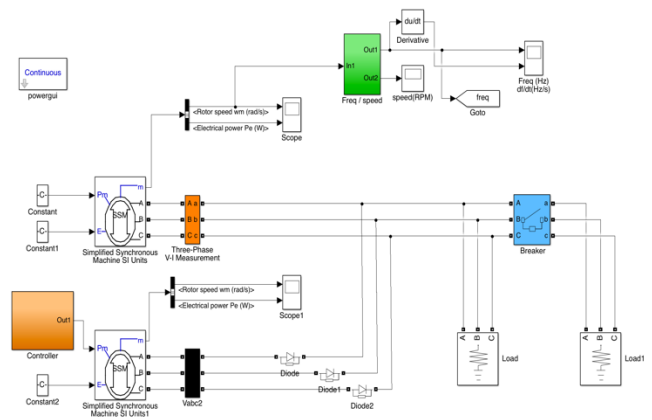 du/dt
Derivative
Continuous
powergui
In1
Out1
Out2
Freq / speed
speed(RPM)
Freq (Hz)
df/dt(Hz/s)
freq
Goto
<Rotor speed wm (rad/s)>
<Electrical power Pe (W)>
Scope
-C-
Constant
-C-
Constant1
Pm
E
m
SSM
A
B
C
Simplified Synchronous
Machine SI Units
A a
B b
C c
Three-Phase
V-I Measurement
A a
B b
C c
Breaker
<Rotor speed wm (rad/s)>
<Electrical power Pe (W)>
Scope1
Out1
Controller
-C-
Constant2
Pm
E
m
SSM
A
B
C
Simplified Synchronous
Machine SI Units1
Vabc2
Diode
Diode1
Diode2
A B C
Load
A B C
Load1